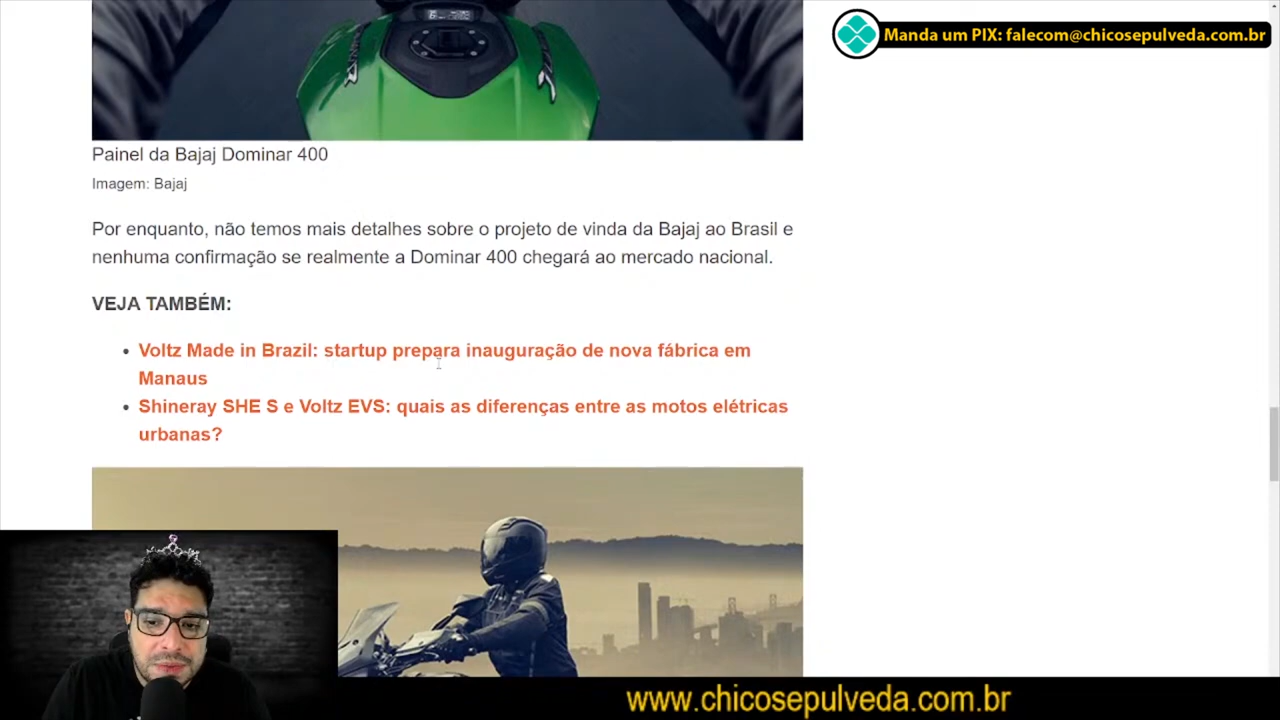 Manda um PIX: falecom@chicosepulveda.com.br
Painel da Bajaj Dominar 400
Imagem: Bajaj
Por enquanto, não temos mais detalhes sobre o projeto de vinda da Bajaj ao Brasil e
nenhuma confirmação se realmente a Dominar 400 chegará ao mercado nacional.
VEJA TAMBÉM:
Voltz Made in Brazil: startup prepara inauguração de nova fábrica em
Manaus
Shineray SHE S e Voltz EVS: quais as diferenças entre as motos elétricas
urbanas?
www.chicosepulveda.com.br